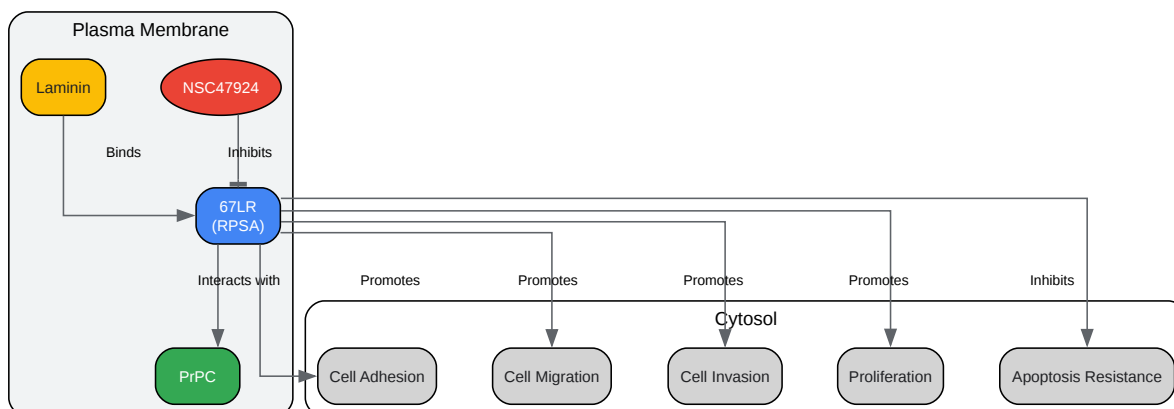 Plasma Membrane
Laminin
NSC47924
Binds
Inhibits
67LR
(RPSA)
Interacts with
Promotes
Promotes
Promotes
Promotes
Inhibits
Cytosol
PrPC
Cell Adhesion
Cell Migration
Cell Invasion
Proliferation
Apoptosis Resistance